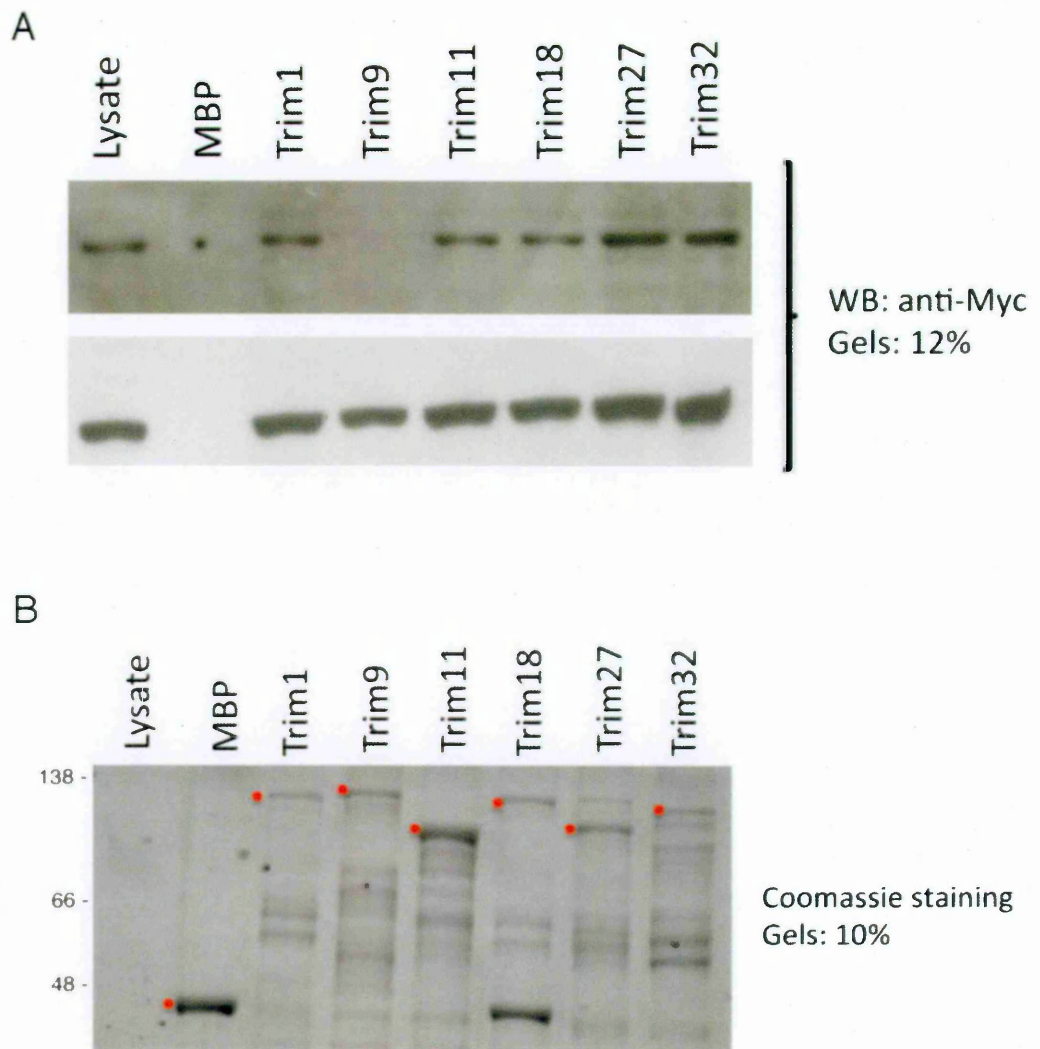 A
Lysate
MBP
Trim1
Trim9
Trim11
Trim18
Trim27
Trim32
WB: anti-Myc
Gels: 12%
B
Lysate
MBP
Trim1
Trim9
Trim11
Trim18
Trim27
Trim32
138 -
66 -
48 -
Coomassie staining
Gels: 10%